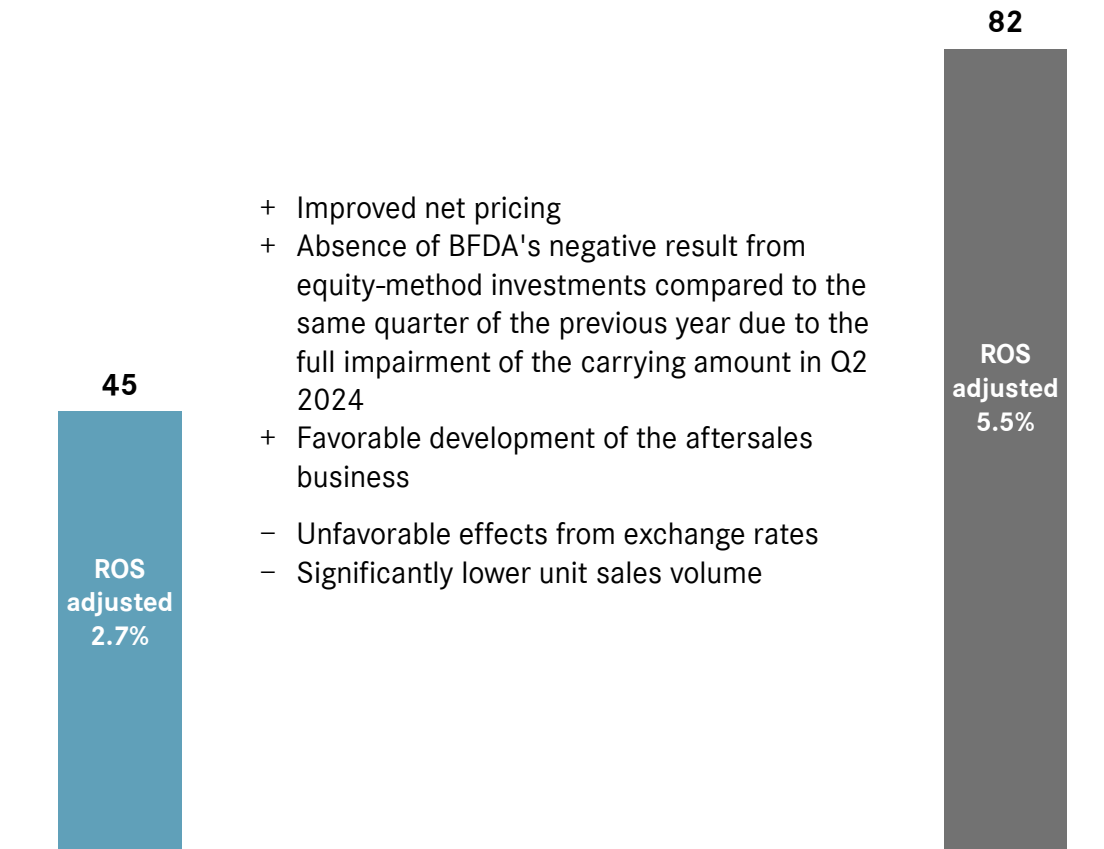 82
45
+ Improved net pricing
+ Absence of BFDA's negative result from
equity-method investments compared to the
same quarter of the previous year due to the
full impairment of the carrying amount in Q2
2024
+ Favorable development of the aftersales
business
– Unfavorable effects from exchange rates
– Significantly lower unit sales volume
ROS
adjusted
2.7%
ROS
adjusted
5.5%